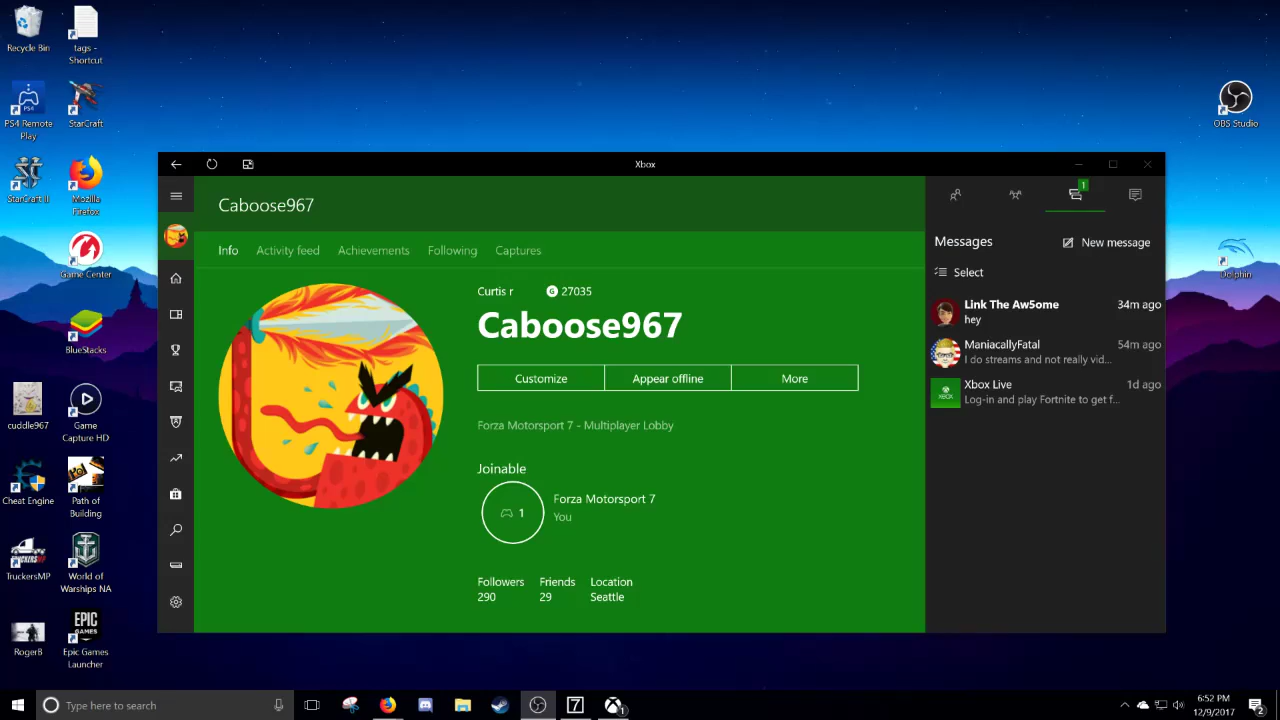 Recycle Bin
tags -
Shortcut
PS4 Remote
Play
StarCraft
StarCraft II
Mozilla
Firefox
Game Center
BlueStacks
cuddle967
Game
Capture HD
Cheat Engine
Path of
Building
TruckersMP
World of
Warships NA
RogerB
EPIC
GAMES
Epic Games
Launcher
OBS Studio
Dolphin
Xbox
Caboose967
Info
Activity feed
Achievements
Following
Captures
Curtis r
G 27035
Caboose967
Customize
Appear offline
More
Forza Motorsport 7 - Multiplayer Lobby
Joinable
1
Forza Motorsport 7
You
Followers
290
Friends
29
Location
Seattle
1
Messages
New message
Select
Link The Aw5ome
34m ago
hey
ManiacallyFatal
54m ago
I do streams and not really vid...
XBOX
Xbox Live
1d ago
Log-in and play Fortnite to get f...
Type here to search
7
1
6:52 PM
12/9/2017
2